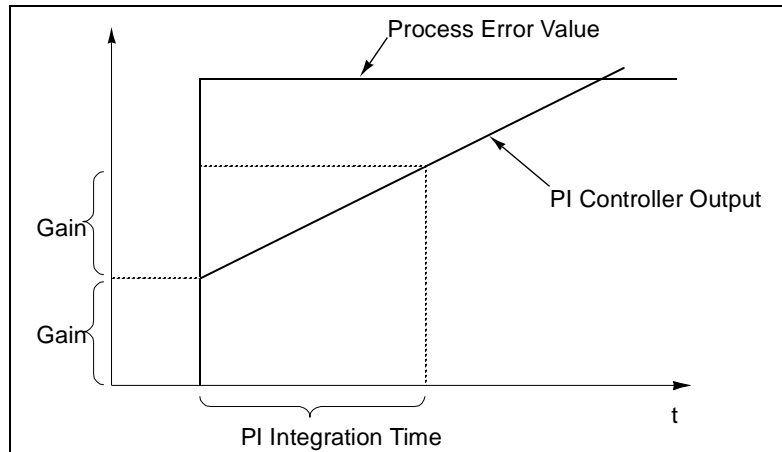 Process Error Value
PI Controller Output
Gain
Gain
t
PI Integration Time